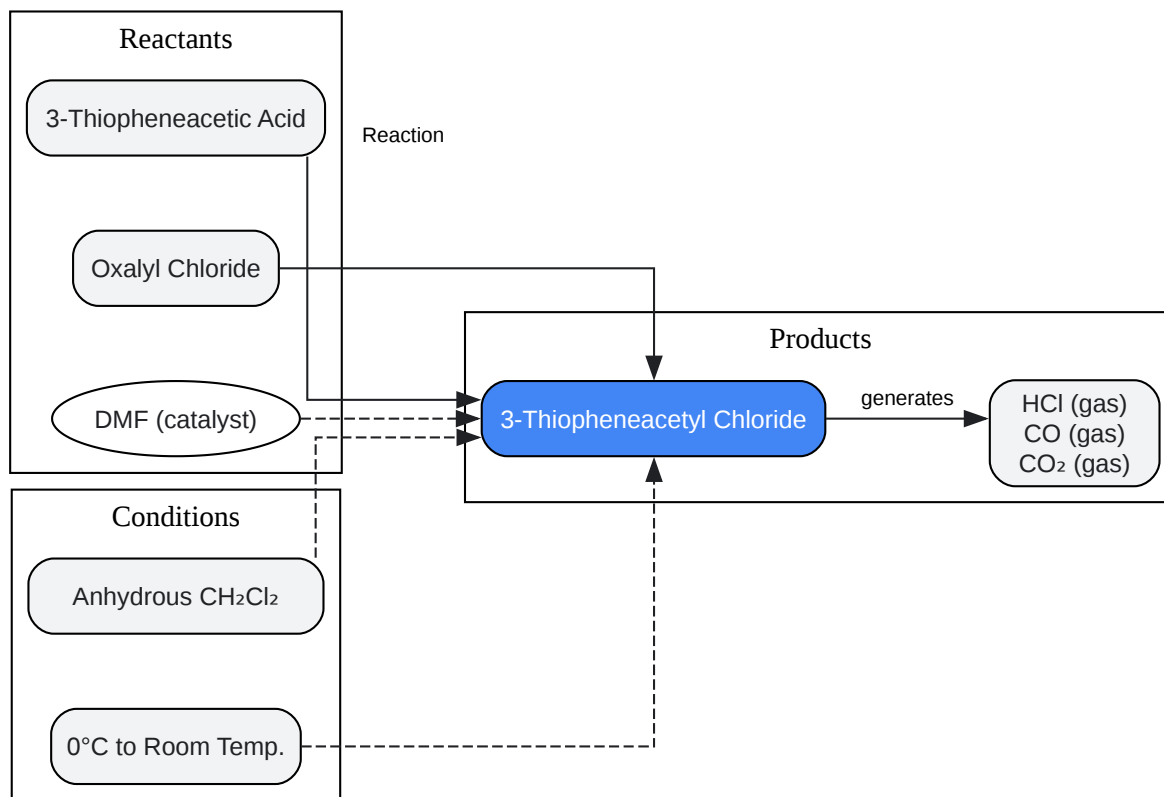 Reactants
3-Thiopheneacetic Acid
Reaction
Oxalyl Chloride
DMF (catalyst)
Products
3-Thiopheneacetyl Chloride
generates
HCl (gas)
CO (gas)
CO₂ (gas)
Conditions
Anhydrous CH₂Cl₂
0°C to Room Temp.